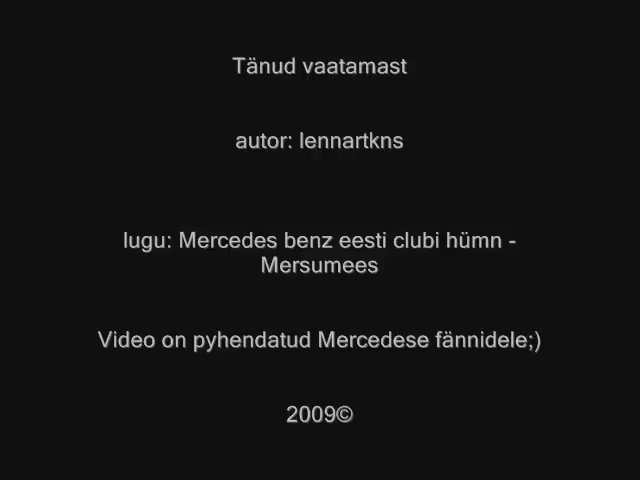 Tänud vaatamast
autor: lennartkns
lugu: Mercedes benz eesti clubi hümn -
Mersumees
Video on pyhendatud Mercedese fännidele;)
2009©